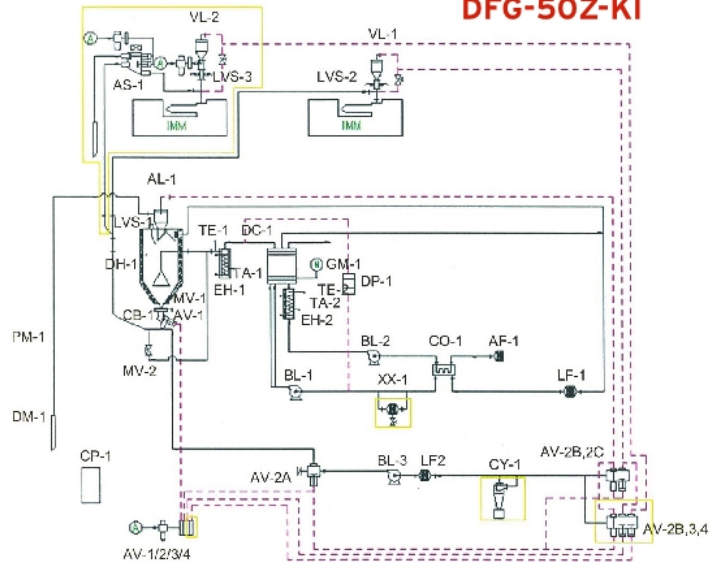 DFG-50Z-KI
VL-2
VL-1
A
A
LVS-3
LVS-2
AS-1
IMM
IMM
AL-1
LVS-1
TE-1
DC-1
DH-1
TA-1
GM-1
EH-1
TE-
DP-1
MV-1
TA-2
CB-1
AV-1
EH-2
PM-1
BL-2
CO-1
AF-1
MV-2
BL-1
XX-1
LF-1
DM-1
CP-1
AV-2A
BL-3
LF2
CY-1
AV-2B,2C
A
AV-2B,3,4
AV-1/2/3/4